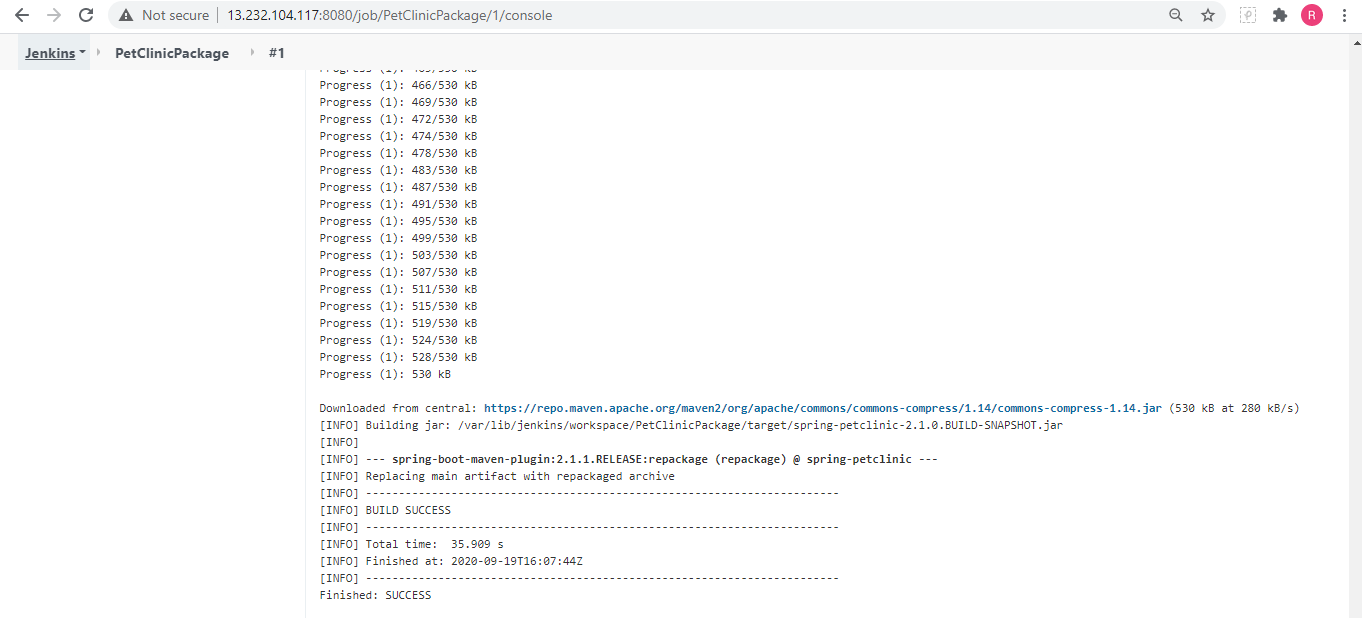 Not secure | 13.232.104.117:8080/job/PetClinicPackage/1/console
R
Jenkins PetClinicPackage #1
Progress (1): 466/530 kB
Progress (1): 469/530 kB
Progress (1): 472/530 kB
Progress (1): 474/530 kB
Progress (1): 478/530 kB
Progress (1): 483/530 kB
Progress (1): 487/530 kB
Progress (1): 491/530 kB
Progress (1): 495/530 kB
Progress (1): 499/530 kB
Progress (1): 503/530 kB
Progress (1): 507/530 kB
Progress (1): 511/530 kB
Progress (1): 515/530 kB
Progress (1): 519/530 kB
Progress (1): 524/530 kB
Progress (1): 528/530 kB
Progress (1): 530 kB
Downloaded from central: https://repo.maven.apache.org/maven2/org/apache/commons/commons-compress/1.14/commons-compress-1.14.jar (530 kB at 280 kB/s)
[INFO] Building jar: /var/lib/jenkins/workspace/PetClinicPackage/target/spring-petclinic-2.1.0.BUILD-SNAPSHOT.jar
[INFO]
[INFO] --- spring-boot-maven-plugin:2.1.1.RELEASE:repackage (repackage) @ spring-petclinic ---
[INFO] Replacing main artifact with repackaged archive
[INFO] ------------------------------------------------------------------------
[INFO] BUILD SUCCESS
[INFO] ------------------------------------------------------------------------
[INFO] Total time:  35.909 s
[INFO] Finished at: 2020-09-19T16:07:44Z
[INFO] ------------------------------------------------------------------------
Finished: SUCCESS